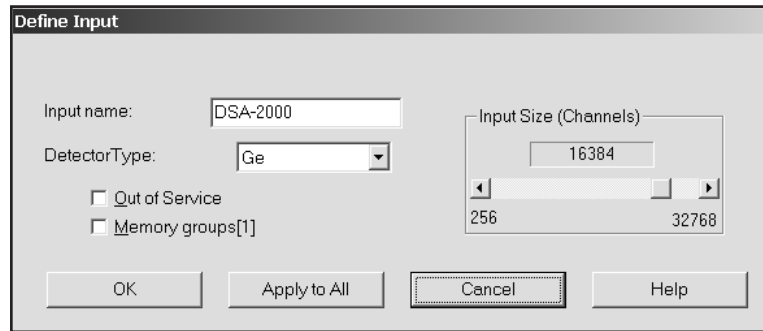 Define Input
Input name:
DSA-2000
DetectorType:
Ge
Out of Service
Memory groups[1]
Input Size (Channels)
16384
256
32768
OK
Apply to All
Cancel
Help